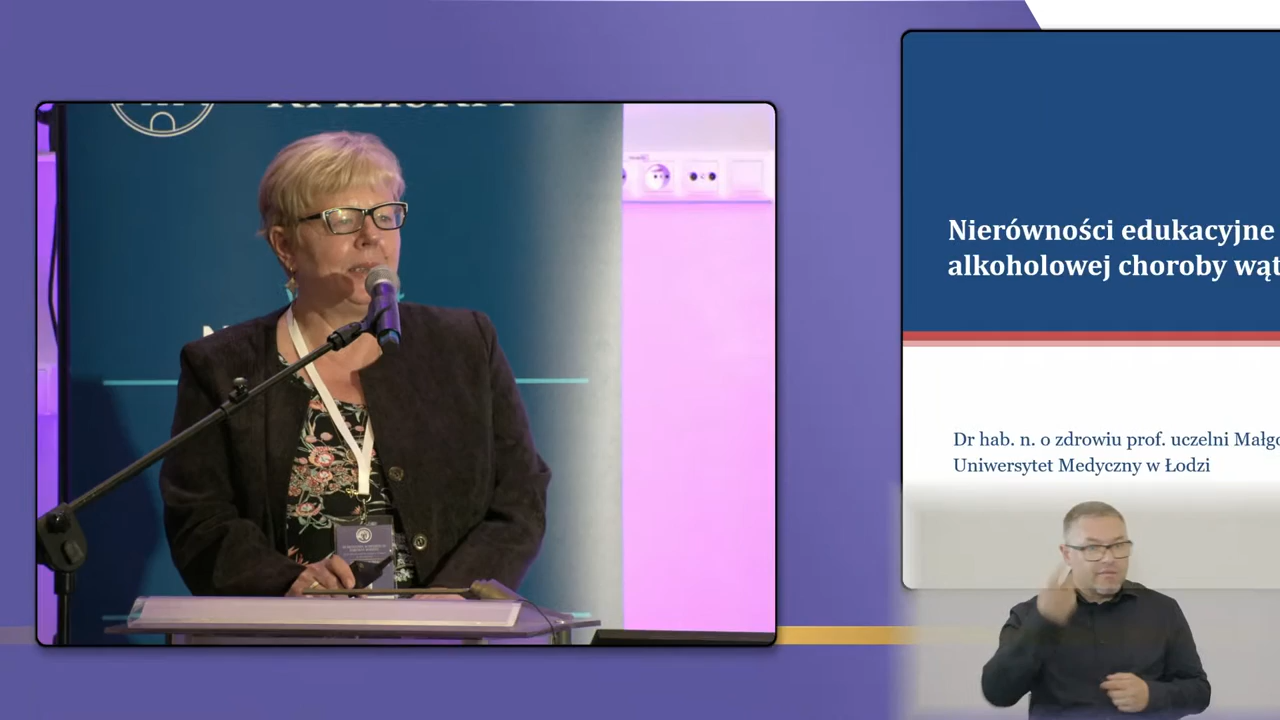 Nierówności edukacyjne
alkoholowej choroby wąt
Dr hab. n. o zdrowiu prof. uczelni Małgo
Uniwersytet Medyczny w Łodzi